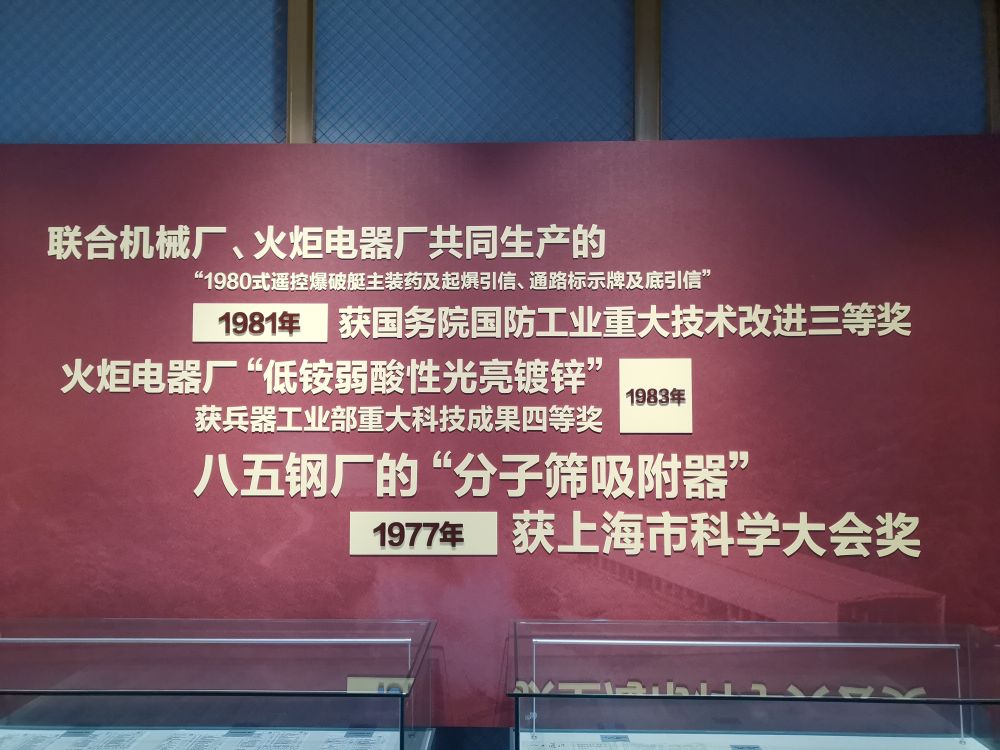 联合机械厂、火炬电器厂共同生产的
“1980式遥控爆破艇主装药及起爆引信、通路标示牌及底引信”
1981年 获国务院国防工业重大技术改进三等奖
火炬电器厂“低铵弱酸性光亮镀锌”
1983年
获兵器工业部重大科技成果四等奖
八五钢厂的“分子筛吸附器”
1977年 获上海市科学大会奖